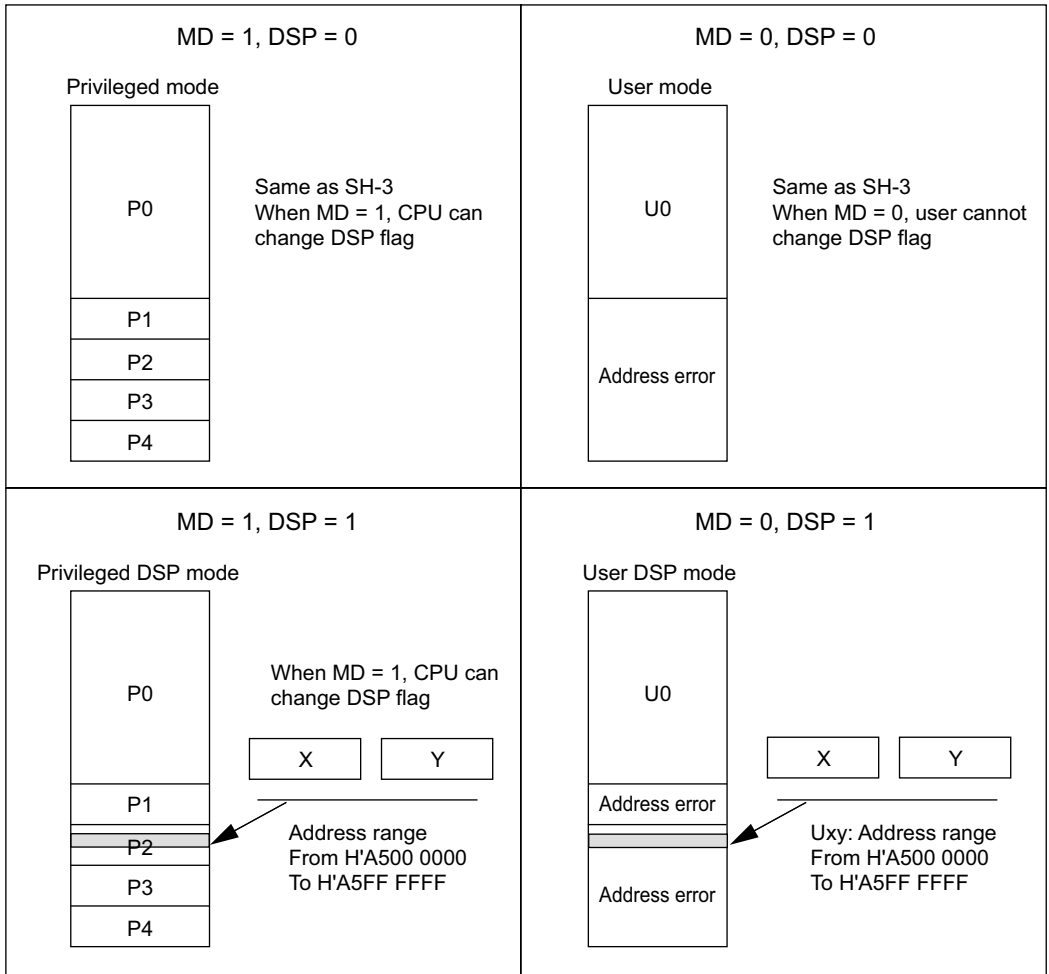 MD = 1, DSP = 0
Privileged mode
P0
Same as SH-3
When MD = 1, CPU can
change DSP flag
P1
P2
P3
P4
MD = 0, DSP = 0
User mode
U0
Same as SH-3
When MD = 0, user cannot
change DSP flag
Address error
MD = 1, DSP = 1
Privileged DSP mode
P0
When MD = 1, CPU can
change DSP flag
X
Y
P1
P2
P3
P4
Address range
From H'A500 0000
To H'A5FF FFFF
MD = 0, DSP = 1
User DSP mode
U0
X
Y
Address error
Uxy: Address range
From H'A500 0000
To H'A5FF FFFF
Address error